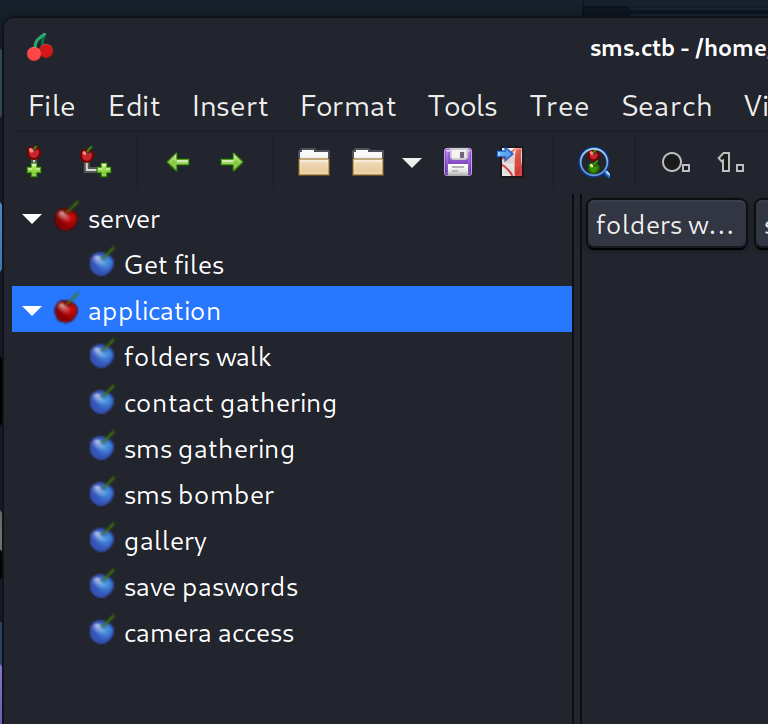 sms.ctb - /home
File Edit Insert Format Tools Tree Search Vi
server
folders w...
Get files
application
folders walk
contact gathering
sms gathering
sms bomber
gallery
save paswords
camera access